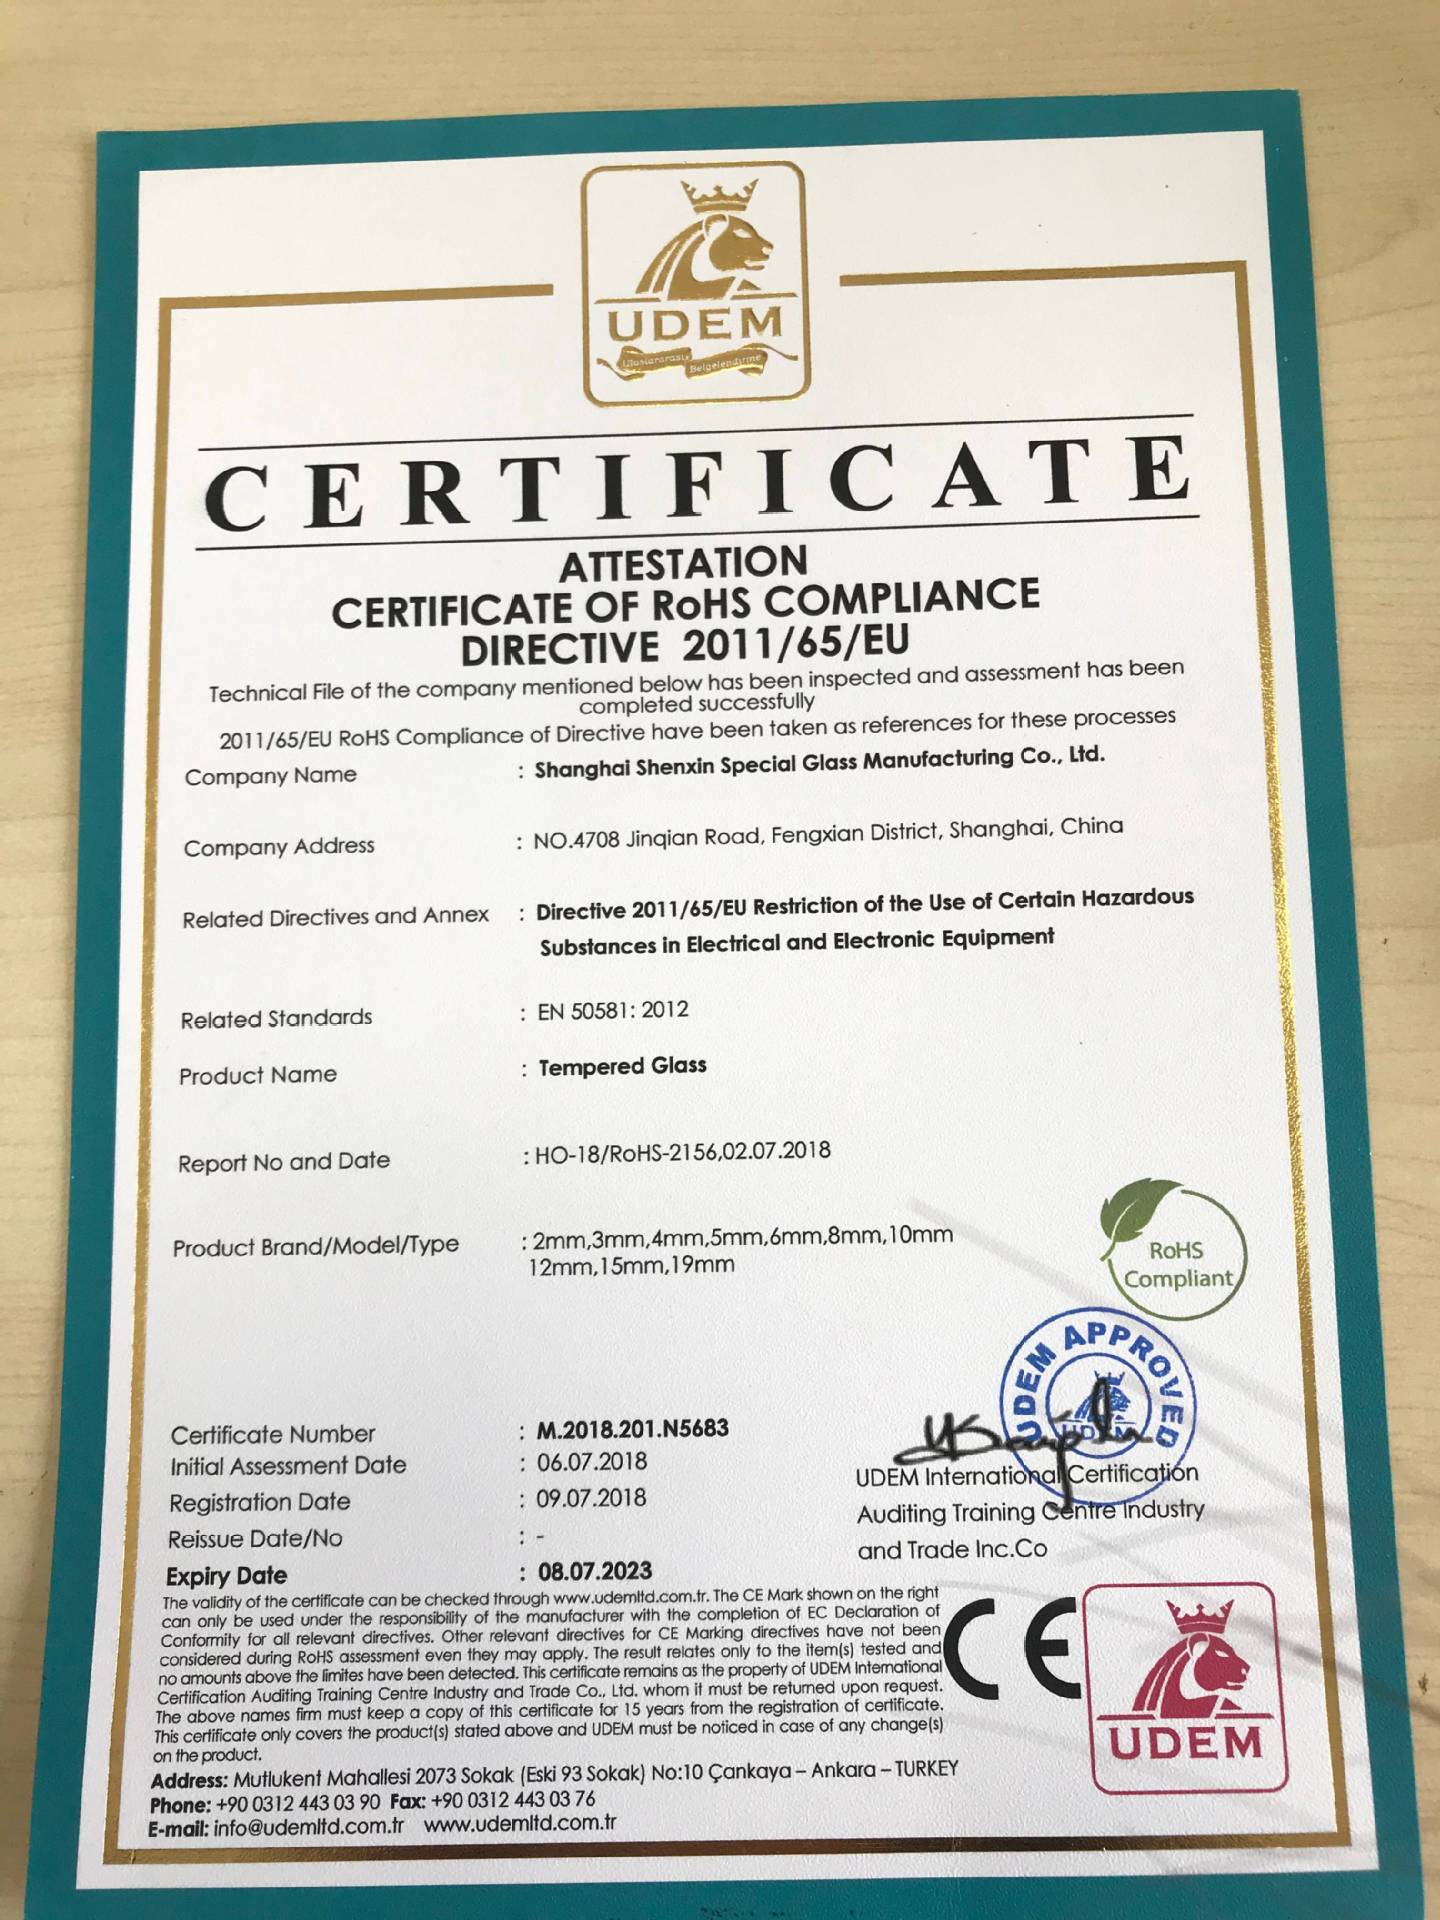 UDEM
Uluslararası
Belgelendirme
CERTIFICATE
ATTESTATION
CERTIFICATE OF RoHS COMPLIANCE
DIRECTIVE 2011/65/EU
Technical File of the company mentioned below has been inspected and assessment has been
completed successfully
2011/65/EU RoHS Compliance of Directive have been taken as references for these processes
Company Name : Shanghai Shenxin Special Glass Manufacturing Co., Ltd.
Company Address : NO.4708 Jinqian Road, Fengxian District, Shanghai, China
Related Directives and Annex : Directive 2011/65/EU Restriction of the Use of Certain Hazardous
Substances in Electrical and Electronic Equipment
Related Standards : EN 50581: 2012
Product Name : Tempered Glass
Report No and Date : HO-18/RoHS-2156,02.07.2018
Product Brand/Model/Type : 2mm,3mm,4mm,5mm,6mm,8mm,10mm
12mm,15mm,19mm
RoHS
Compliant
UDEM APPROVED
UDEM
Certificate Number : M.2018.201.N5683
Initial Assessment Date : 06.07.2018
Registration Date : 09.07.2018
Reissue Date/No : -
Expiry Date : 08.07.2023
UDEM International Certification
Auditing Training Centre Industry
and Trade Inc.Co
The validity of the certificate can be checked through www.udemltd.com.tr. The CE Mark shown on the right
can only be used under the responsibility of the manufacturer with the completion of EC Declaration of
Conformity for all relevant directives. Other relevant directives for CE Marking directives have not been
considered during RoHS assessment even they may apply. The result relates only to the item(s) tested and
no amounts above the limites have been detected. This certificate remains as the property of UDEM International
Certification Auditing Training Centre Industry and Trade Co., Ltd. whom it must be returned upon request.
The above names firm must keep a copy of this certificate for 15 years from the registration of certificate.
This certificate only covers the product(s) stated above and UDEM must be noticed in case of any change(s)
on the product.
CE
UDEM
Address: Mutlukent Mahallesi 2073 Sokak (Eski 93 Sokak) No:10 Çankaya – Ankara – TURKEY
Phone: +90 0312 443 03 90 Fax: +90 0312 443 03 76
E-mail: info@udemltd.com.tr www.udemltd.com.tr